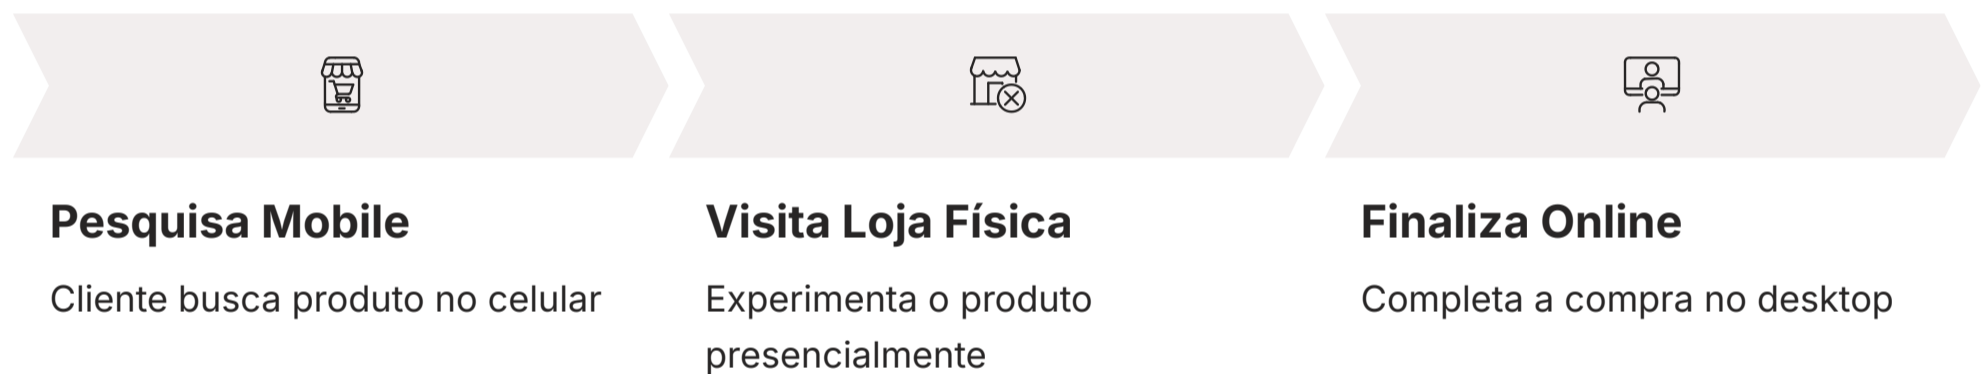 Pesquisa Mobile
Cliente busca produto no celular
Visita Loja Física
Experimenta o produto
presencialmente
Finaliza Online
Completa a compra no desktop